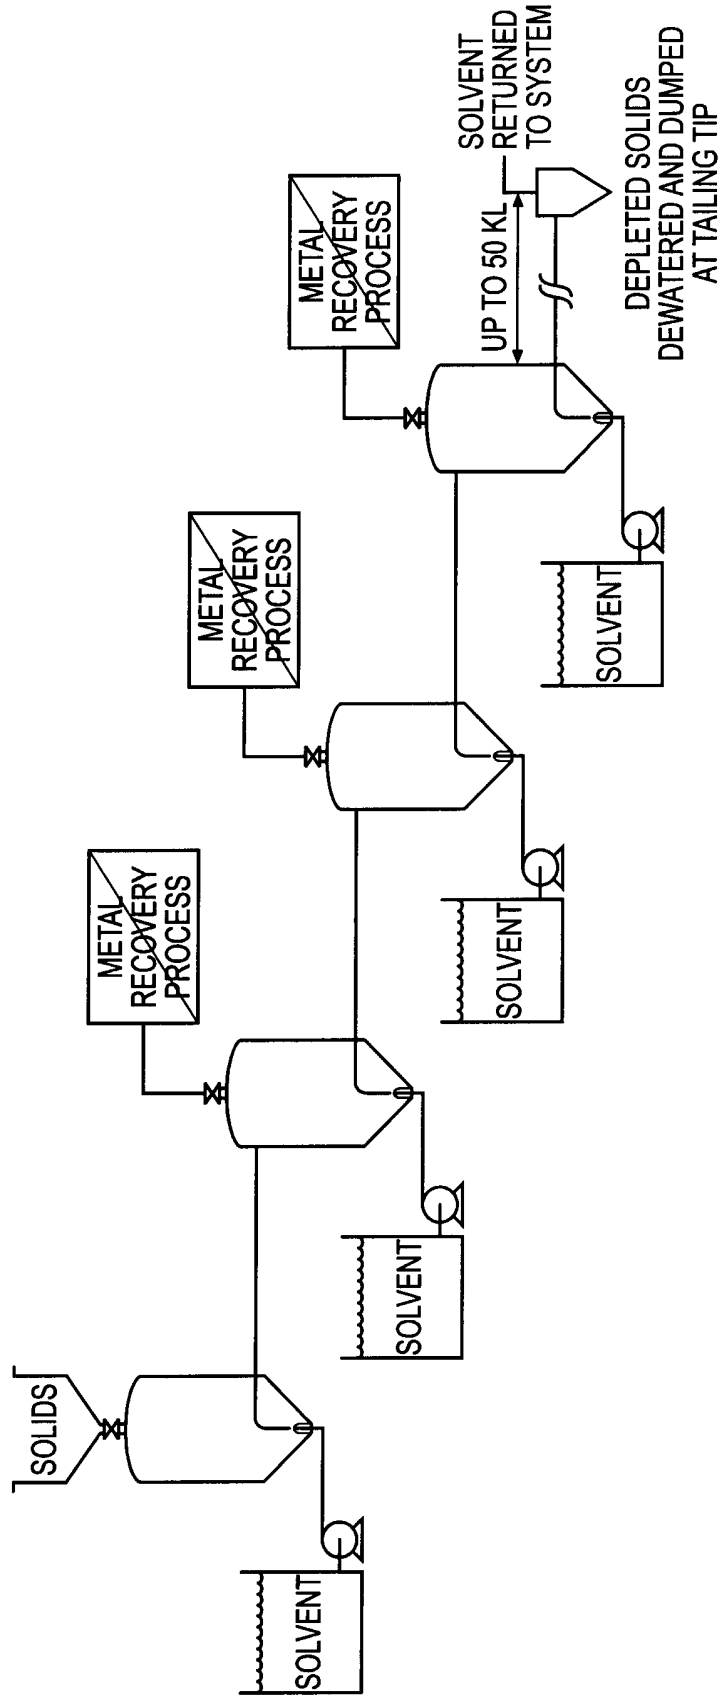 SOLIDS
SOLVENT
METAL
RECOVERY
PROCESS
SOLVENT
METAL
RECOVERY
PROCESS
SOLVENT
METAL
RECOVERY
PROCESS
SOLVENT
UP TO 50 KL
SOLVENT
RETURNED
TO SYSTEM
DEPLETED SOLIDS
DEWATERED AND DUMPED
AT TAILING TIP